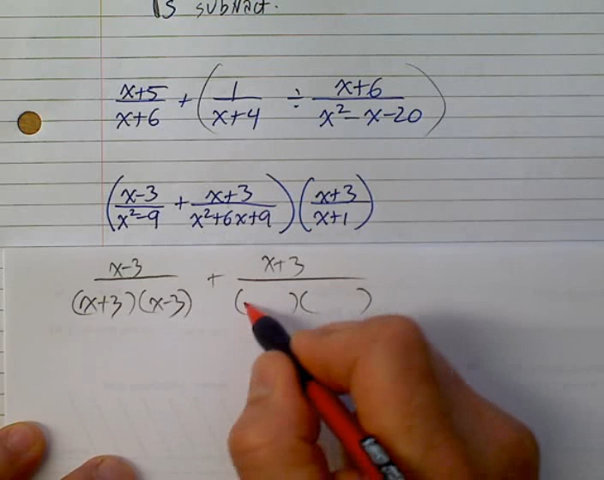 is subtract.
(x+5)/(x+6) + (1/(x+4) ÷ (x+6)/(x²-x-20))
((x-3)/(x²-9) + (x+3)/(x²+6x+9))((x+3)/(x+1))
(x-3)/((x+3)(x-3)) + (x+3)/(( )( ))